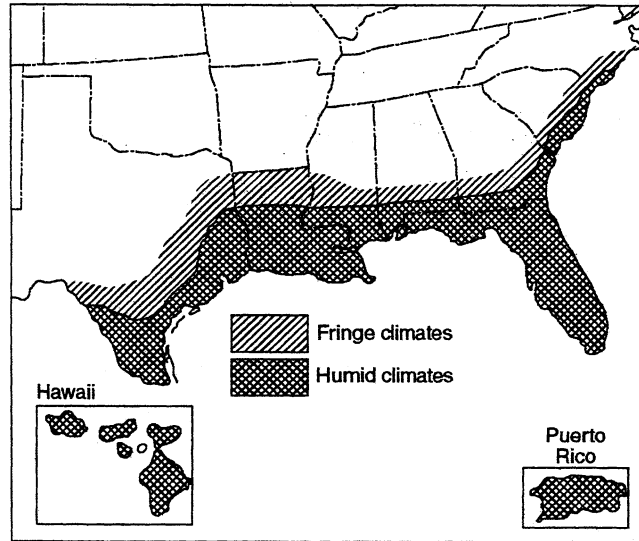 Fringe climates
Humid climates
Hawaii
Puerto
Rico